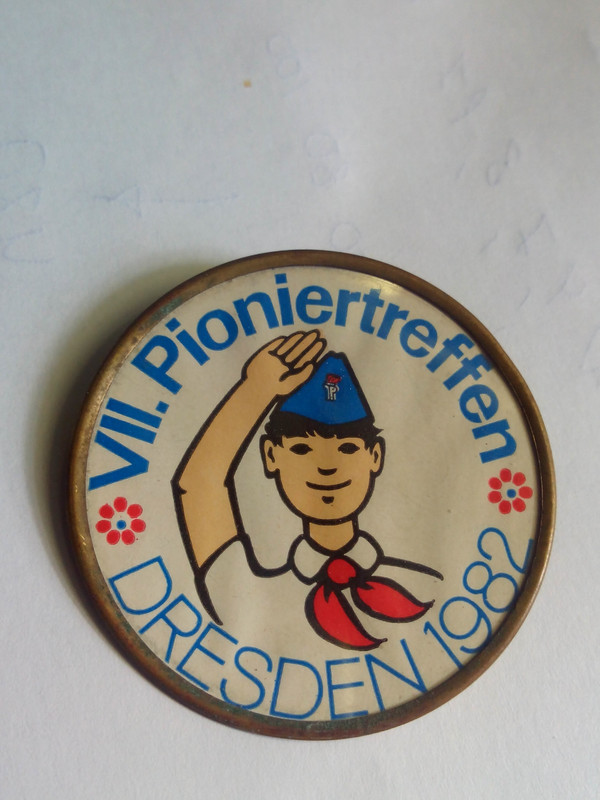 VII. Pioniertreffen
DRESDEN 1982